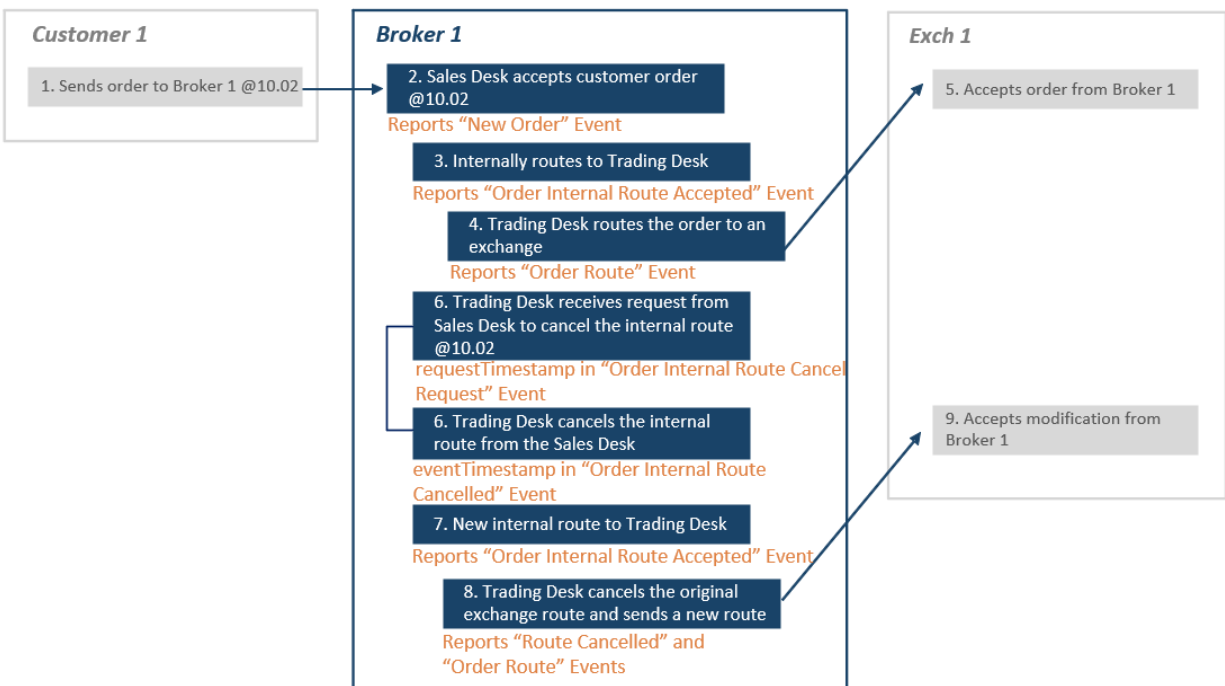 Customer 1
1. Sends order to Broker 1 @10.02
Broker 1
2. Sales Desk accepts customer order
@10.02
Reports “New Order” Event
3. Internally routes to Trading Desk
Reports “Order Internal Route Accepted” Event
4. Trading Desk routes the order to an
exchange
Reports “Order Route” Event
6. Trading Desk receives request from
Sales Desk to cancel the internal route
@10.02
requestTimestamp in “Order Internal Route Cancel
Request” Event
6. Trading Desk cancels the internal
route from the Sales Desk
eventTimestamp in “Order Internal Route
Cancelled” Event
7. New internal route to Trading Desk
Reports “Order Internal Route Accepted” Event
8. Trading Desk cancels the original
exchange route and sends a new route
Reports “Route Cancelled” and
“Order Route” Events
Exch 1
5. Accepts order from Broker 1
9. Accepts modification from
Broker 1